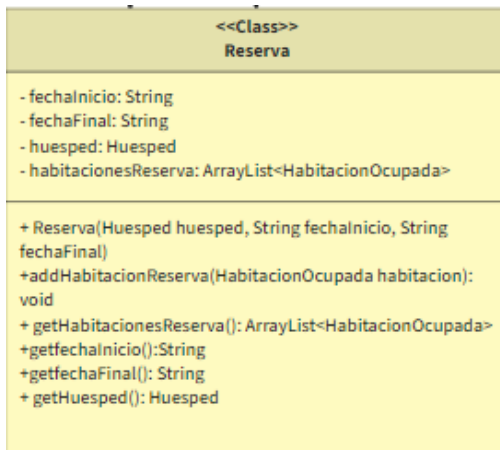 <<Class>>
Reserva
- fechaInicio: String
- fechaFinal: String
- huesped: Huesped
- habitacionesReserva: ArrayList<HabitacionOcupada>
+ Reserva(Huesped huesped, String fechaInicio, String
fechaFinal)
+addHabitacionReserva(HabitacionOcupada habitacion):
void
+ getHabitacionesReserva(): ArrayList<HabitacionOcupada>
+getfechaInicio():String
+getfechaFinal(): String
+ getHuesped(): Huesped